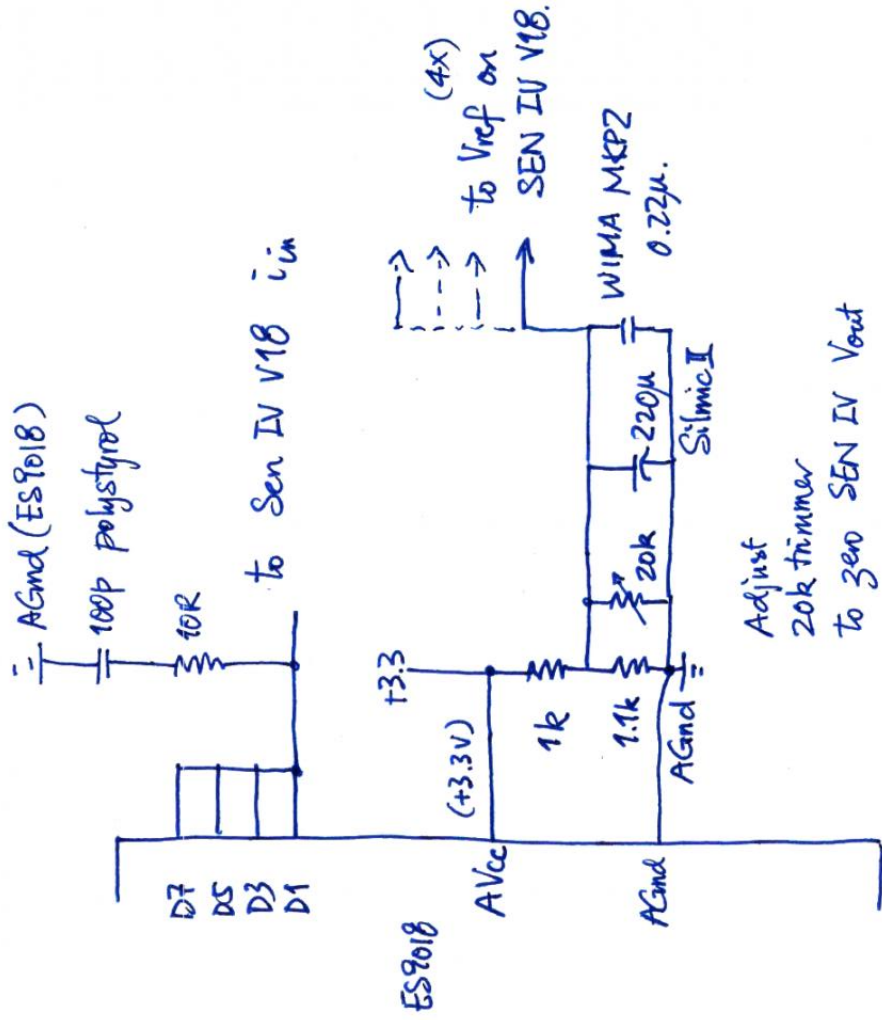 AGnd (ES9018)
100p polystyrol
10R
to Sen IV V18 iin
D7
D5
D3
D1
ES9018
AVcc
(+3.3V)
+3.3
1k
1.1k
AGnd
AGnd
20k
220µ
Silmic II
WIMA MKP2
0.22µ.
(4x)
to Vref on
SEN IV V18.
Adjust
20k trimmer
to zero SEN IV Vout